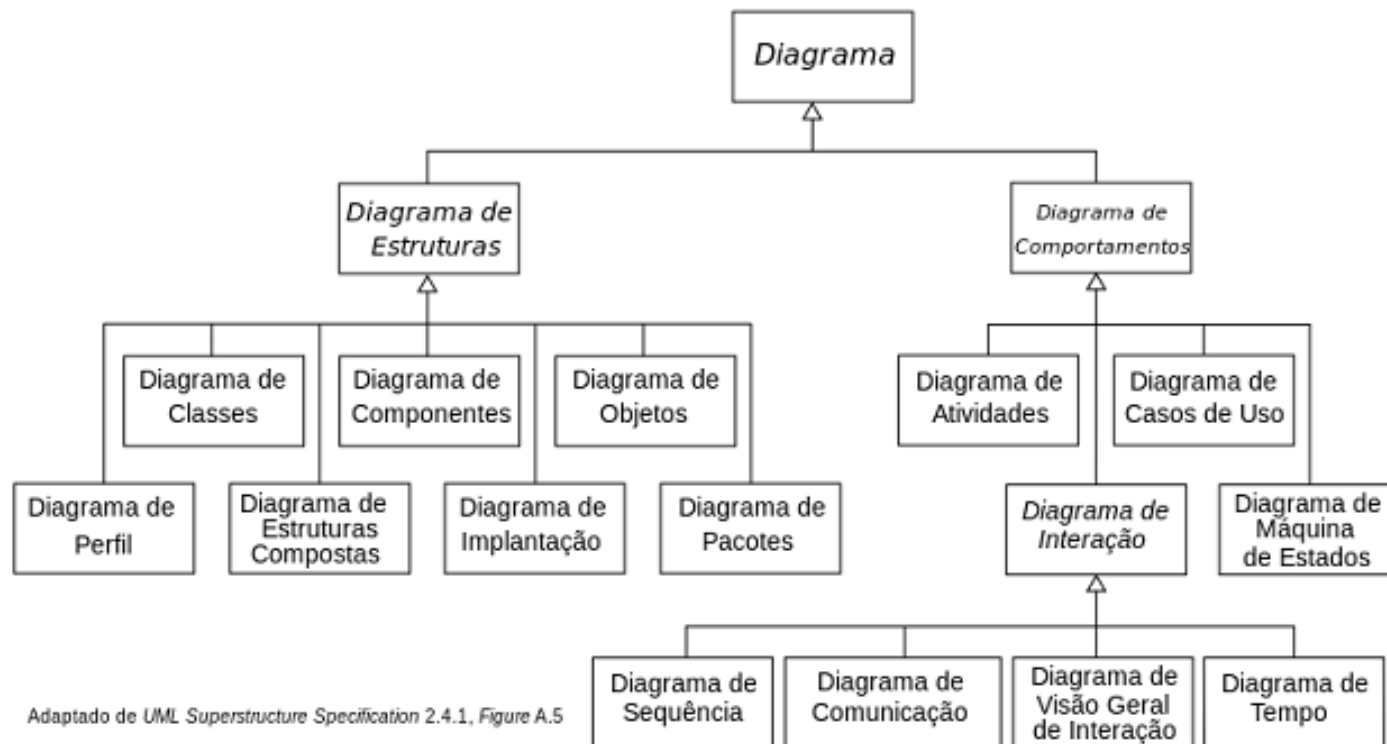 Diagrama
Diagrama de
Estruturas
Diagrama de
Comportamentos
Diagrama de
Classes
Diagrama de
Componentes
Diagrama de
Objetos
Diagrama de
Atividades
Diagrama de
Casos de Uso
Diagrama de
Perfil
Diagrama de
Estruturas
Compostas
Diagrama de
Implantação
Diagrama de
Pacotes
Diagrama de
Interação
Diagrama de
Máquina
de Estados
Diagrama de
Sequência
Diagrama de
Comunicação
Diagrama de
Visão Geral
de Interação
Diagrama de
Tempo
Adaptado de UML Superstructure Specification 2.4.1, Figure A.5